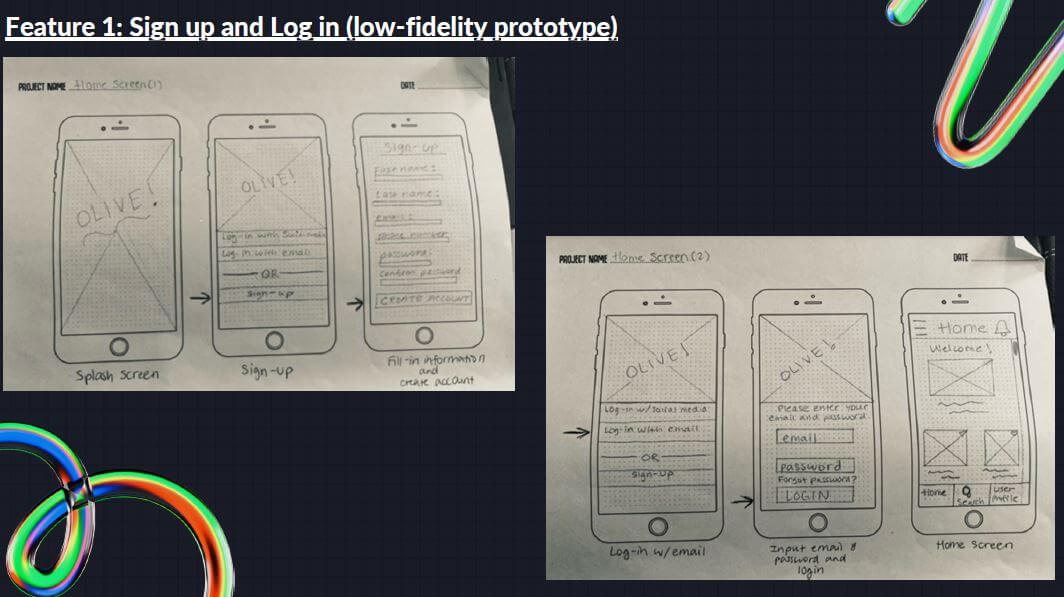 Feature 1: Sign up and Log in (low-fidelity prototype)
PROJECT NAME Home Screen(1)
DATE
OLIVE!
Splash Screen
OLIVE!
Log-in with Social media
Log-in with email
OR
Sign-up
Sign-up
Sign-up
First name:
Last name:
email:
phone number
password:
confirm password
CREATE ACCOUNT
Fill-in information
and
create account
PROJECT NAME Home Screen(2)
DATE
OLIVE!
Log-in w/social media
Log-in with email
OR
Sign-up
Log-in w/email
OLIVE!
Please enter your
email and password.
email
password
Forgot password?
LOGIN
Input email &
password and
login
Home
Welcome!
Home
Search
User
Profile
Home Screen